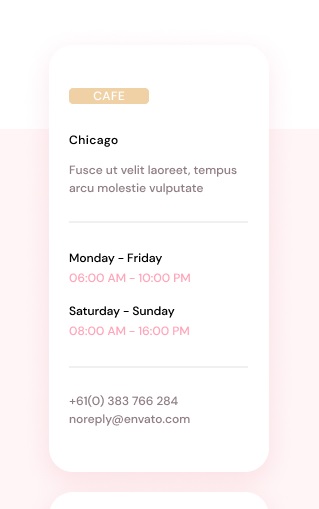 CAFE
Chicago
Fusce ut velit laoreet, tempus
arcu molestie vulputate
Monday - Friday
06:00 AM - 10:00 PM
Saturday - Sunday
08:00 AM - 16:00 PM
+61(0) 383 766 284
noreply@envato.com